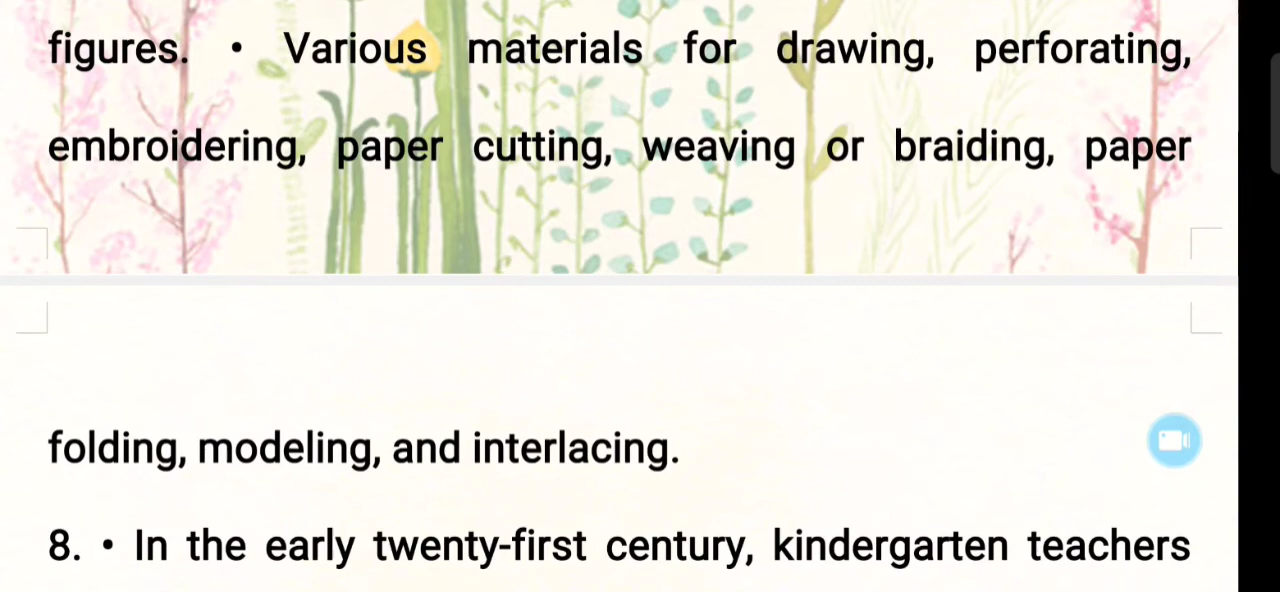 figures. • Various materials for drawing, perforating,
embroidering, paper cutting, weaving or braiding, paper
folding, modeling, and interlacing.
8. • In the early twenty-first century, kindergarten teachers